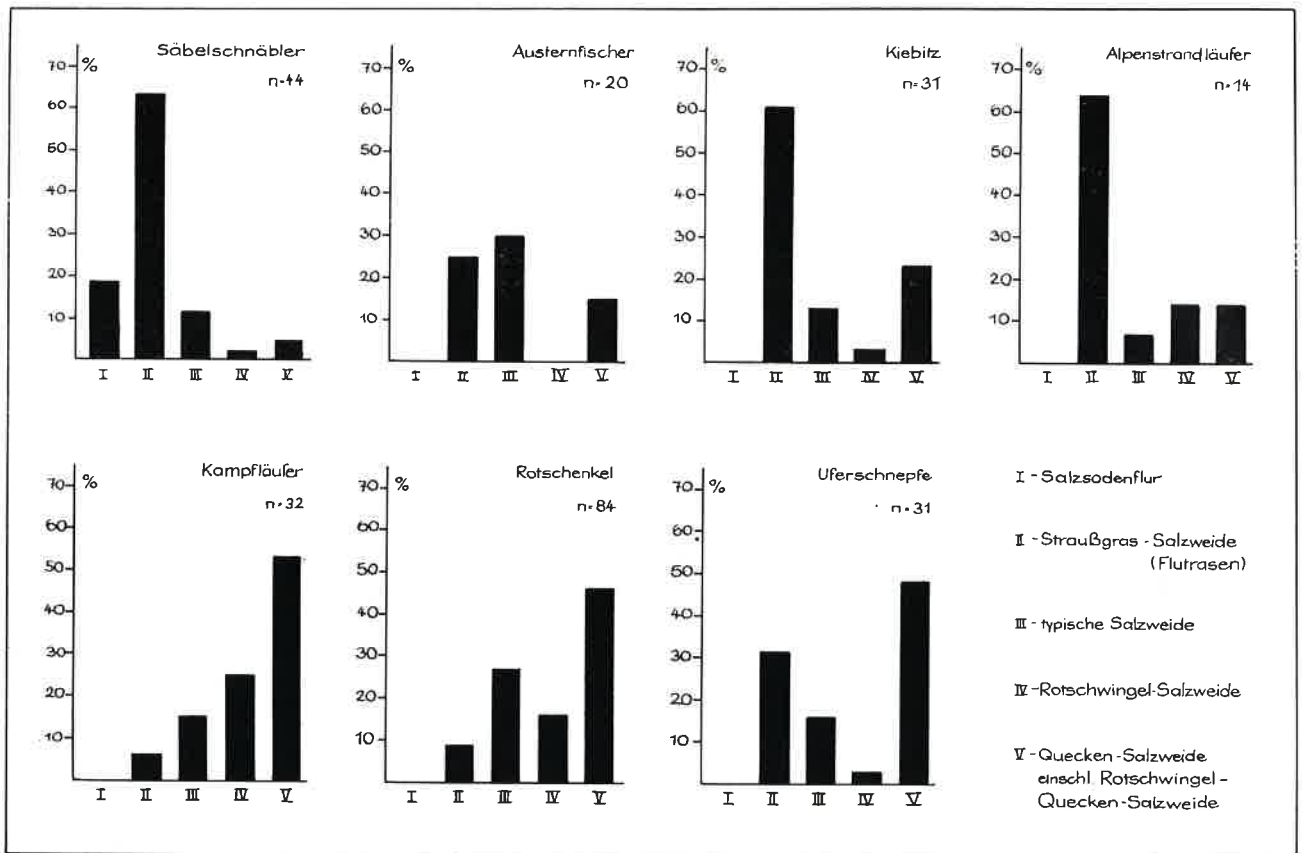 Säbelschnäbler
n=44
%
70
60
50
40
30
20
10
I II III IV V
Austernfischer
n=20
%
70
60
50
40
30
20
10
I II III IV V
Kiebitz
n=31
%
70
60
50
40
30
20
10
I II III IV V
Alpenstrandläufer
n=14
%
70
60
50
40
30
20
10
I II III IV V
Kampfläufer
n=32
%
70
60
50
40
30
20
10
I II III IV V
Rotschenkel
n=84
%
70
60
50
40
30
20
10
I II III IV V
Uferschnepfe
n=31
%
70
60
50
40
30
20
10
I II III IV V
I - Salzsodenflur
II - Straußgras - Salzweide
(Flutrasen)
III - typische Salzweide
IV - Rotschwingel-Salzweide
V - Quecken-Salzweide
einschl. Rotschwingel-
Quecken-Salzweide